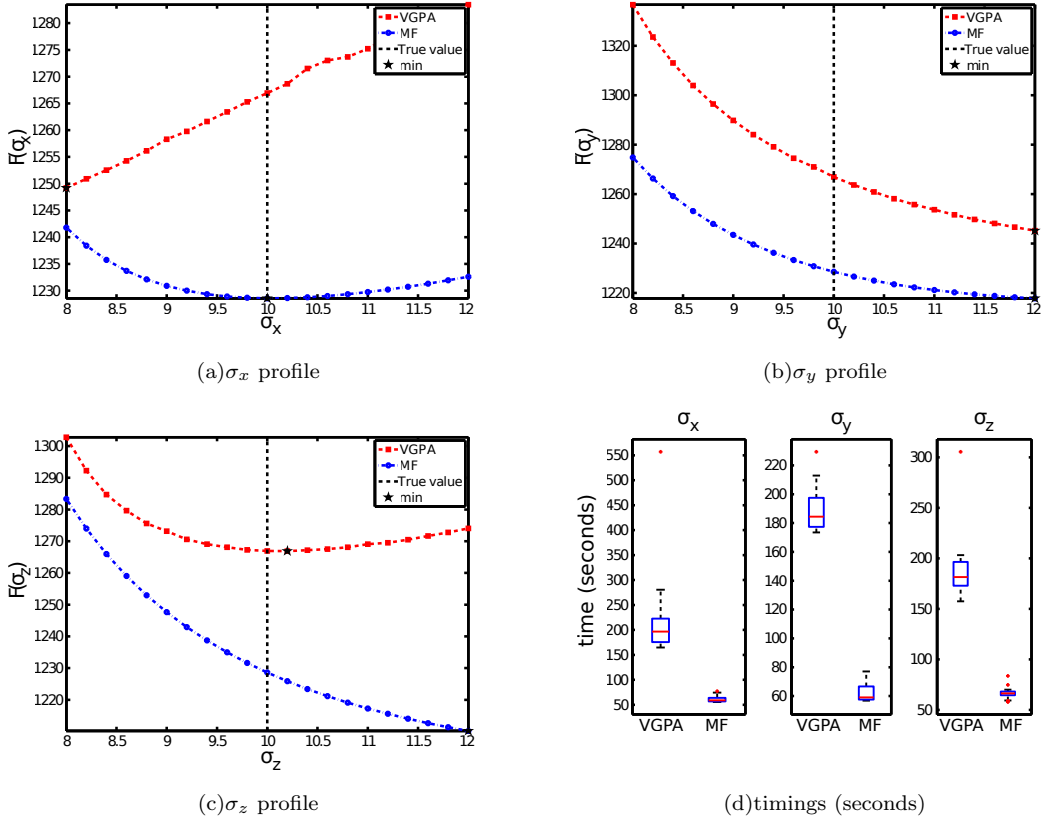 1280
1275
1270
1265
1260
1255
1250
1245
1240
1235
1230
F(σx)
8 8.5 9 9.5 10 10.5 11 11.5 12
σx
VGPA
MF
True value
min
(a)σx profile
1320
1300
1280
1260
1240
1220
F(σy)
8 8.5 9 9.5 10 10.5 11 11.5 12
σy
VGPA
MF
True value
min
(b)σy profile
1300
1290
1280
1270
1260
1250
1240
1230
1220
F(σz)
8 8.5 9 9.5 10 10.5 11 11.5 12
σz
VGPA
MF
True value
min
(c)σz profile
time (seconds)
σx
550
500
450
400
350
300
250
200
150
100
50
VGPA MF
σy
220
200
180
160
140
120
100
80
60
VGPA MF
σz
300
250
200
150
100
50
VGPA MF
(d)timings (seconds)